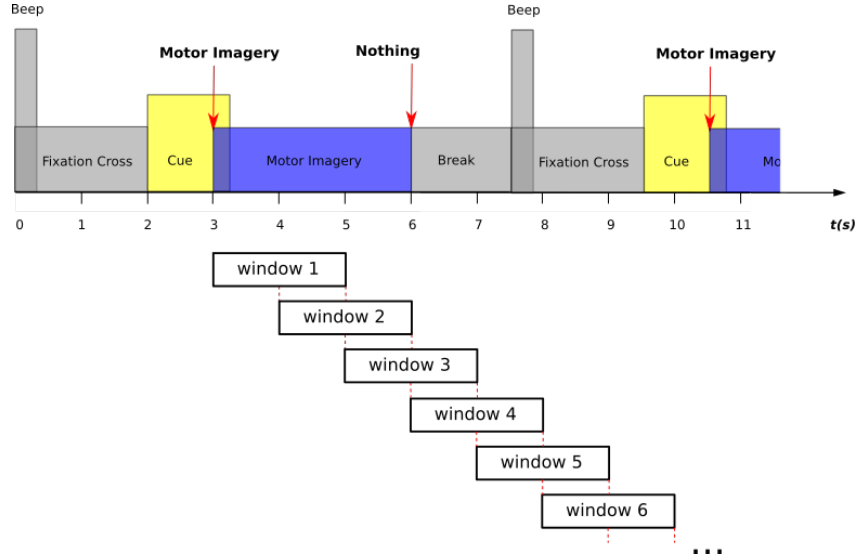 Beep
Beep
Motor Imagery
Nothing
Motor Imagery
Fixation Cross
Cue
Motor Imagery
Break
Fixation Cross
Cue
Mo
0 1 2 3 4 5 6 7 8 9 10 11 t(s)
window 1
window 2
window 3
window 4
window 5
window 6
...